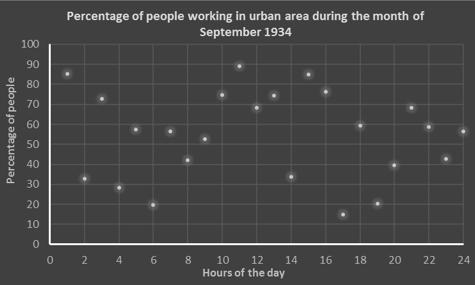 Percentage of people working in urban area during the month of
September 1934
100
90
80
70
60
50
40
30
20
10
0
Percentage of people
0 2 4 6 8 10 12 14 16 18 20 22 24
Hours of the day